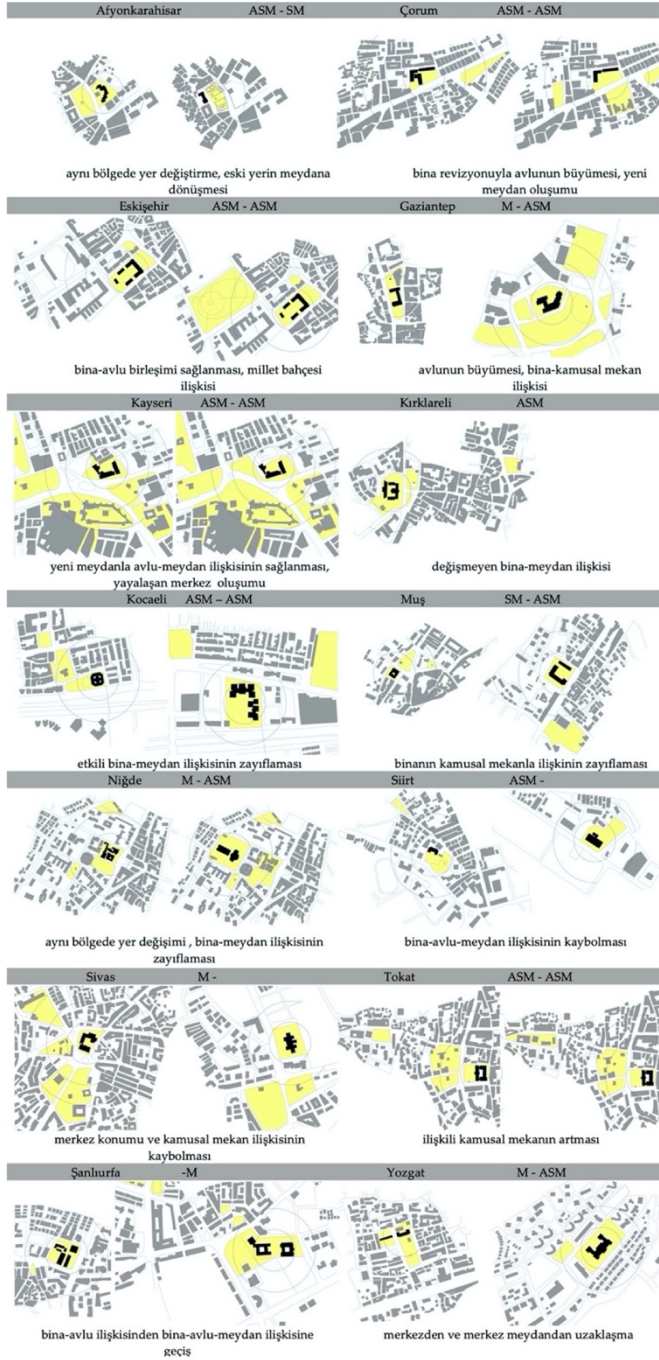 Afyonkarahisar ASM - SM
Çorum ASM - ASM
aynı bölgede yer değiştirme, eski yerin meydana
dönüşmesi
bina revizyonuyla avlunun büyümesi, yeni
meydan oluşumu
Eskişehir ASM - ASM
Gaziantep M - ASM
bina-avlu birleşimi sağlanması, millet bahçesi
ilişkisi
avlunun büyümesi, bina-kamusal mekan
ilişkisi
Kayseri ASM - ASM
Kırklareli ASM
yeni meydanla avlu-meydan ilişkisinin sağlanması,
yayalaşan merkez oluşumu
değişmeyen bina-meydan ilişkisi
Kocaeli ASM – ASM
Muş SM - ASM
etkili bina-meydan ilişkisinin zayıflaması
binanın kamusal mekanla ilişkinin zayıflaması
Niğde M - ASM
Siirt ASM -
aynı bölgede yer değişimi , bina-meydan ilişkisinin
zayıflaması
bina-avlu-meydan ilişkisinin kaybolması
Sivas M -
Tokat ASM - ASM
merkez konumu ve kamusal mekan ilişkisinin
kaybolması
ilişkili kamusal mekanın artması
Şanlıurfa -M
Yozgat M - ASM
bina-avlu ilişkisinden bina-avlu-meydan ilişkisine
geçiş
merkezden ve merkez meydandan uzaklaşma